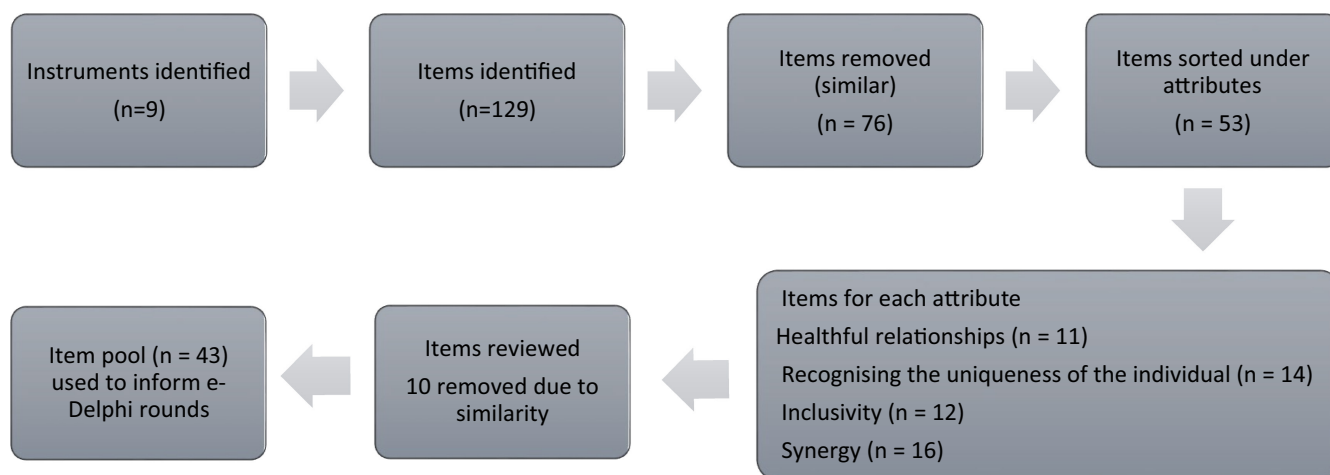 Instruments identified
(n=9)
Items identified
(n=129)
Items removed
(similar)
(n = 76)
Items sorted under
attributes
(n = 53)
Items for each attribute
Healthful relationships (n = 11)
Recognising the uniqueness of the individual (n = 14)
Inclusivity (n = 12)
Synergy (n = 16)
Items reviewed
10 removed due to
similarity
Item pool (n = 43)
used to inform e-
Delphi rounds